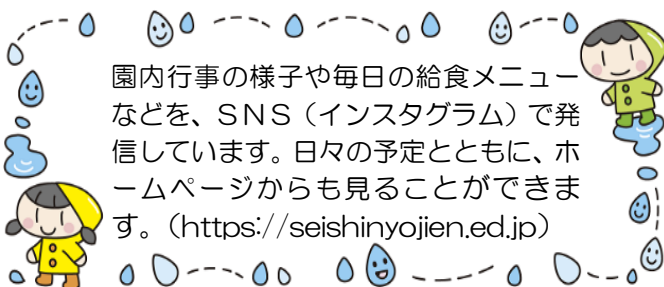 園内行事の様子や毎日の給食メニュー
などを、ＳＮＳ（インスタグラム）で発
信しています。日々の予定とともに、ホ
ームページからも見ることができま
す。（https://seishinyojien.ed.jp）